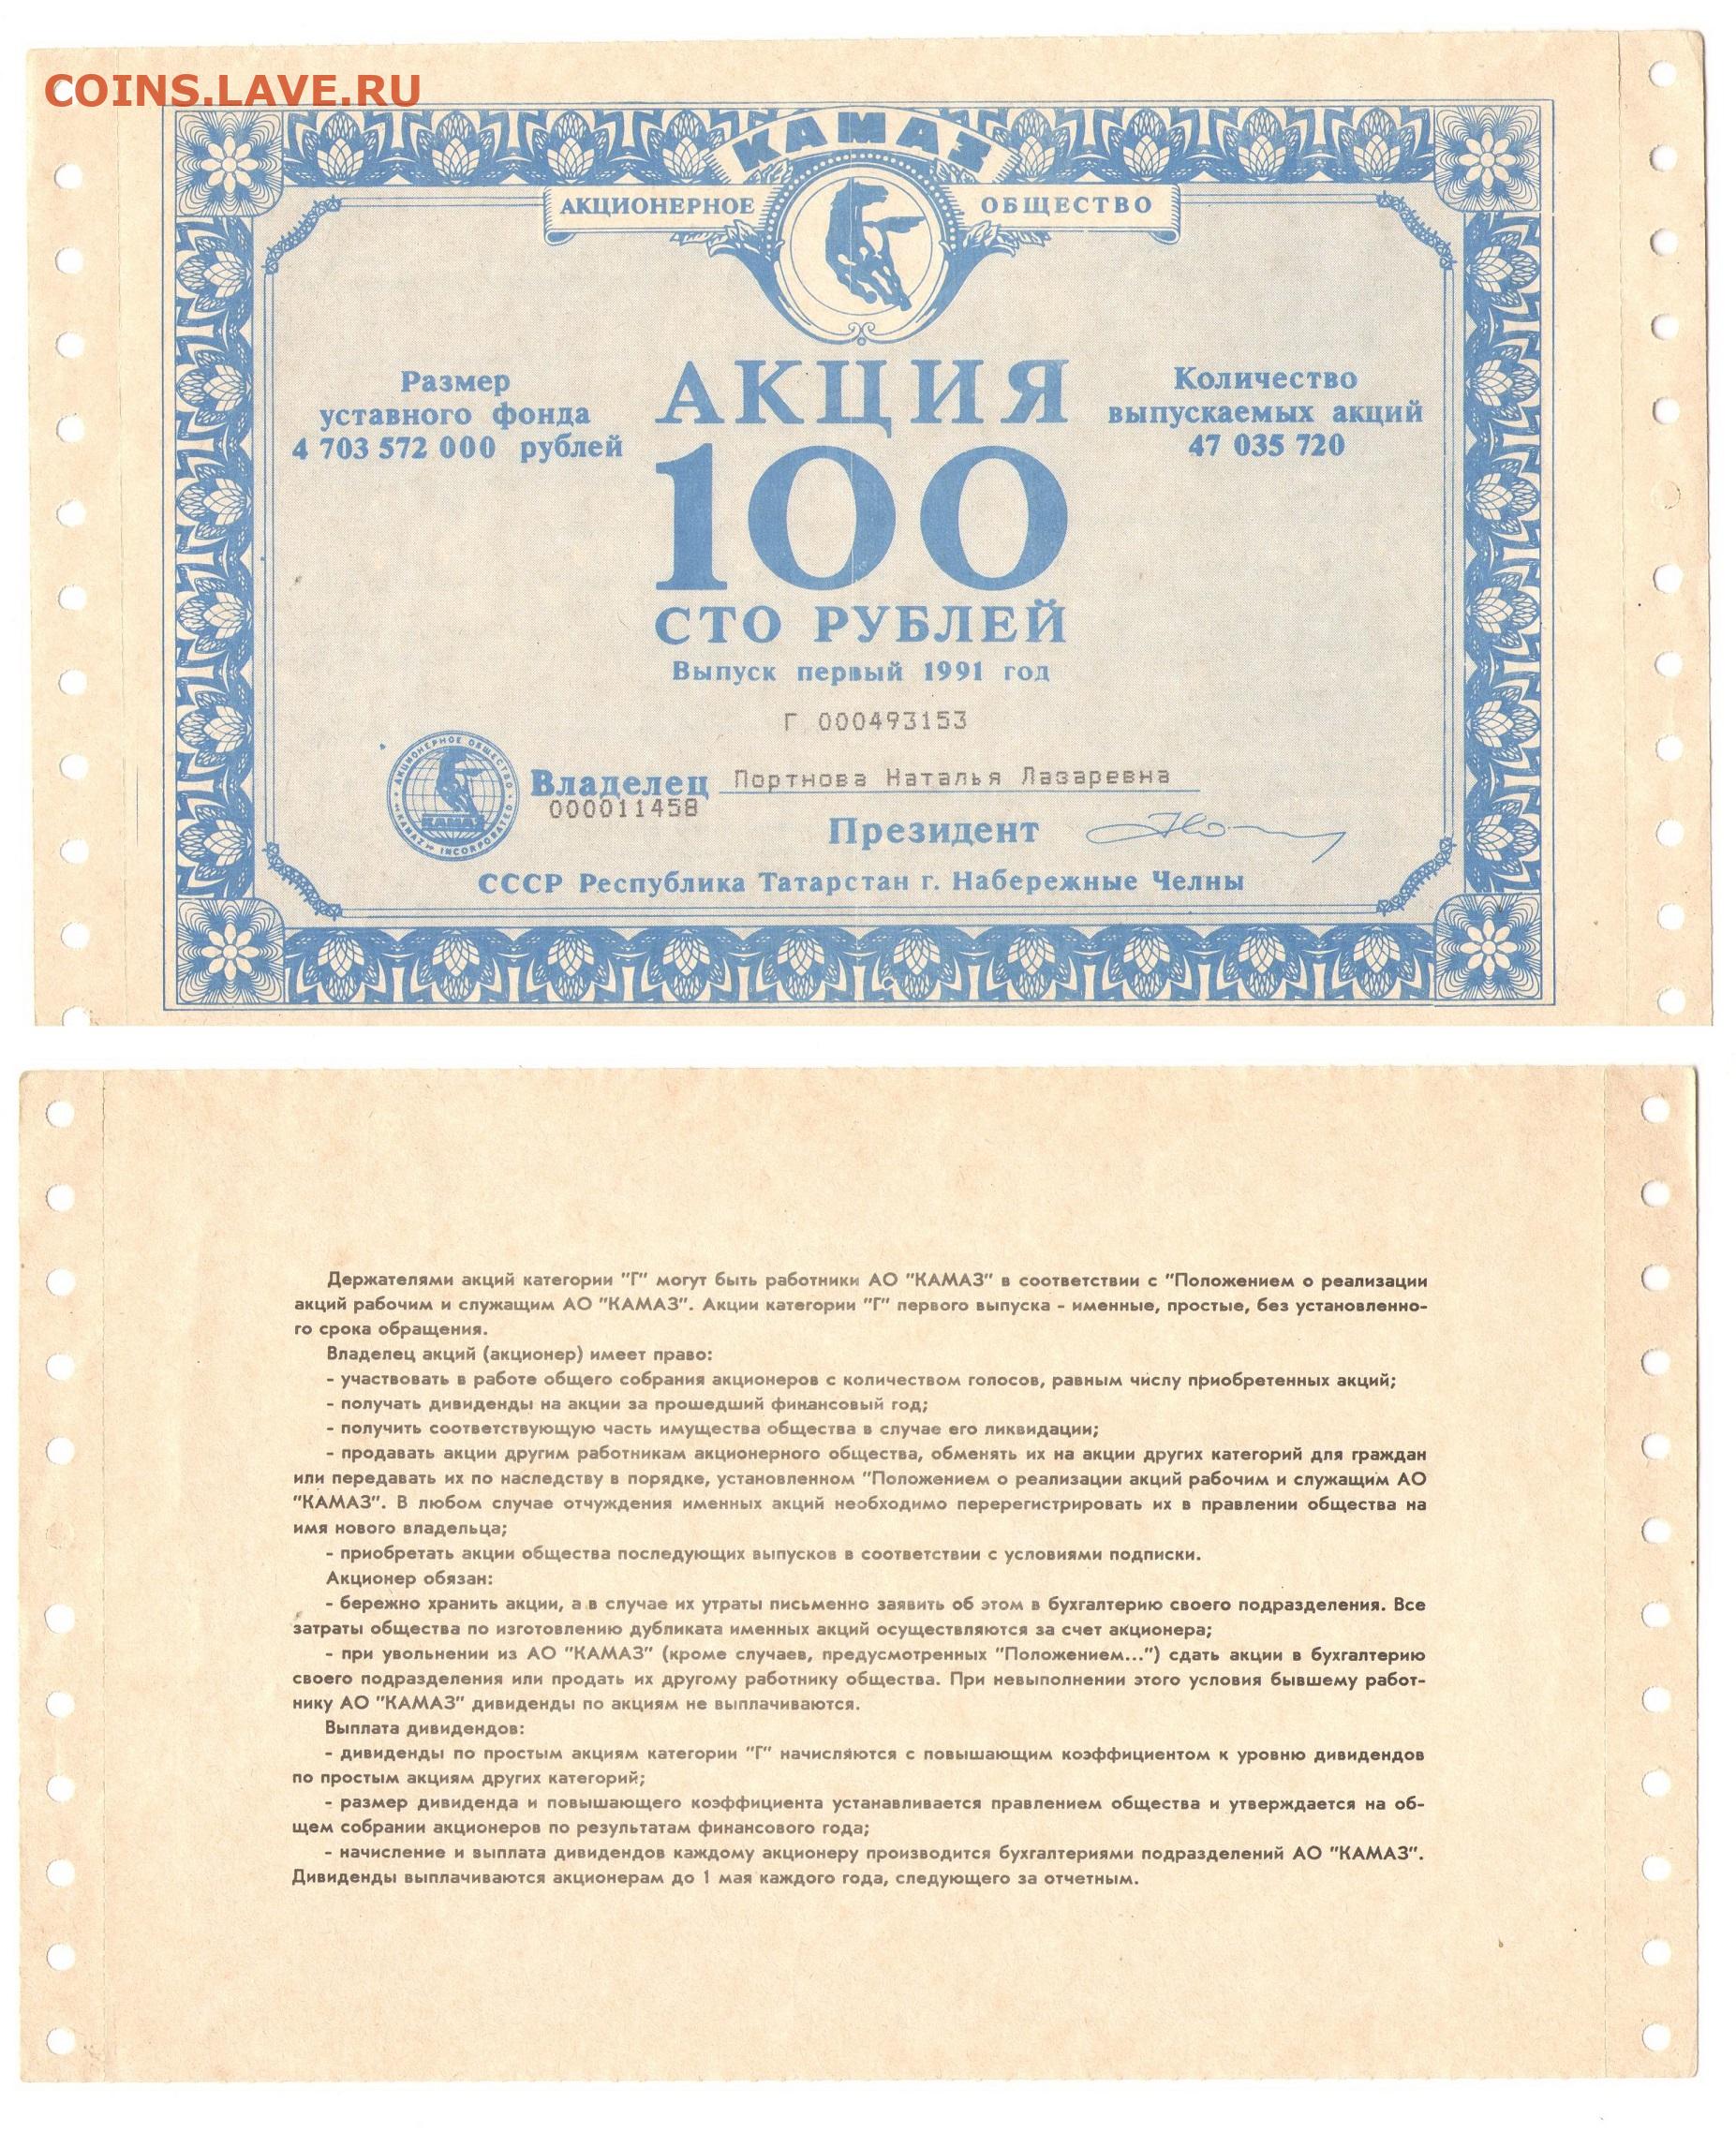 COINS.LAVE.RU
КАМАЗ
АКЦИОНЕРНОЕ ОБЩЕСТВО
Размер
уставного фонда
4 703 572 000 рублей
АКЦИЯ
100
СТО РУБЛЕЙ
Количество
выпускаемых акций
47 035 720
Выпуск первый 1991 год
Г 000493153
АКЦИОНЕРНОЕ ОБЩЕСТВО
КАМАЗ
"KAMAZ" INCORPORATED
Владелец Портнова Наталья Лазаревна
000011458
Президент
СССР Республика Татарстан г. Набережные Челны
Держателями акций категории "Г" могут быть работники АО "КАМАЗ" в соответствии с "Положением о реализации
акций рабочим и служащим АО "КАМАЗ". Акции категории "Г" первого выпуска - именные, простые, без установленно-
го срока обращения.
Владелец акций (акционер) имеет право:
- участвовать в работе общего собрания акционеров с количеством голосов, равным числу приобретенных акций;
- получать дивиденды на акции за прошедший финансовый год;
- получить соответствующую часть имущества общества в случае его ликвидации;
- продавать акции другим работникам акционерного общества, обменять их на акции других категорий для граждан
или передавать их по наследству в порядке, установленном "Положением о реализации акций рабочим и служащим АО
"КАМАЗ". В любом случае отчуждения именных акций необходимо перерегистрировать их в правлении общества на
имя нового владельца;
- приобретать акции общества последующих выпусков в соответствии с условиями подписки.
Акционер обязан:
- бережно хранить акции, а в случае их утраты письменно заявить об этом в бухгалтерию своего подразделения. Все
затраты общества по изготовлению дубликата именных акций осуществляются за счет акционера;
- при увольнении из АО "КАМАЗ" (кроме случаев, предусмотренных "Положением...") сдать акции в бухгалтерию
своего подразделения или продать их другому работнику общества. При невыполнении этого условия бывшему работ-
нику АО "КАМАЗ" дивиденды по акциям не выплачиваются.
Выплата дивидендов:
- дивиденды по простым акциям категории "Г" начисляются с повышающим коэффициентом к уровню дивидендов
по простым акциям других категорий;
- размер дивиденда и повышающего коэффициента устанавливается правлением общества и утверждается на об-
щем собрании акционеров по результатам финансового года;
- начисление и выплата дивидендов каждому акционеру производится бухгалтериями подразделений АО "КАМАЗ".
Дивиденды выплачиваются акционерам до 1 мая каждого года, следующего за отчетным.